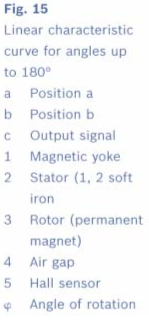 Fig. 15
Linear characteristic
curve for angles up
to 180°
a Position a
b Position b
c Output signal
1 Magnetic yoke
2 Stator (1, 2 soft
iron
3 Rotor (permanent
magnet)
4 Air gap
5 Hall sensor
φ Angle of rotation